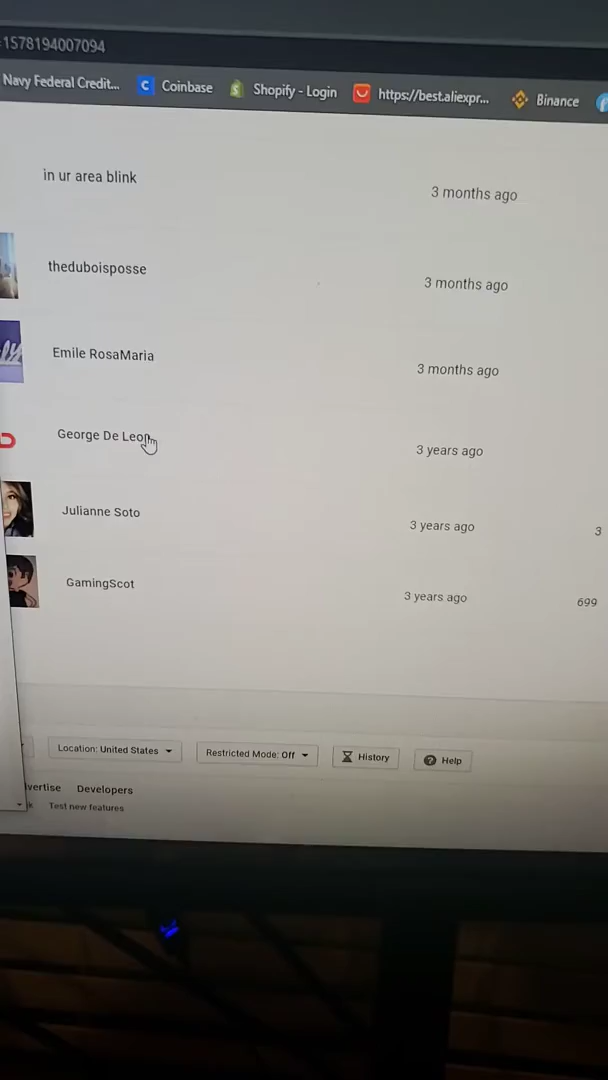 1578194007094
Navy Federal Credit... Coinbase Shopify - Login https://best.aliexpr... Binance
in ur area blink 3 months ago
theduboisposse 3 months ago
Emile RosaMaria 3 months ago
George De Leon 3 years ago
Julianne Soto 3 years ago 3
GamingScot 3 years ago 699
Location: United States Restricted Mode: Off History Help
vertise Developers
k Test new features